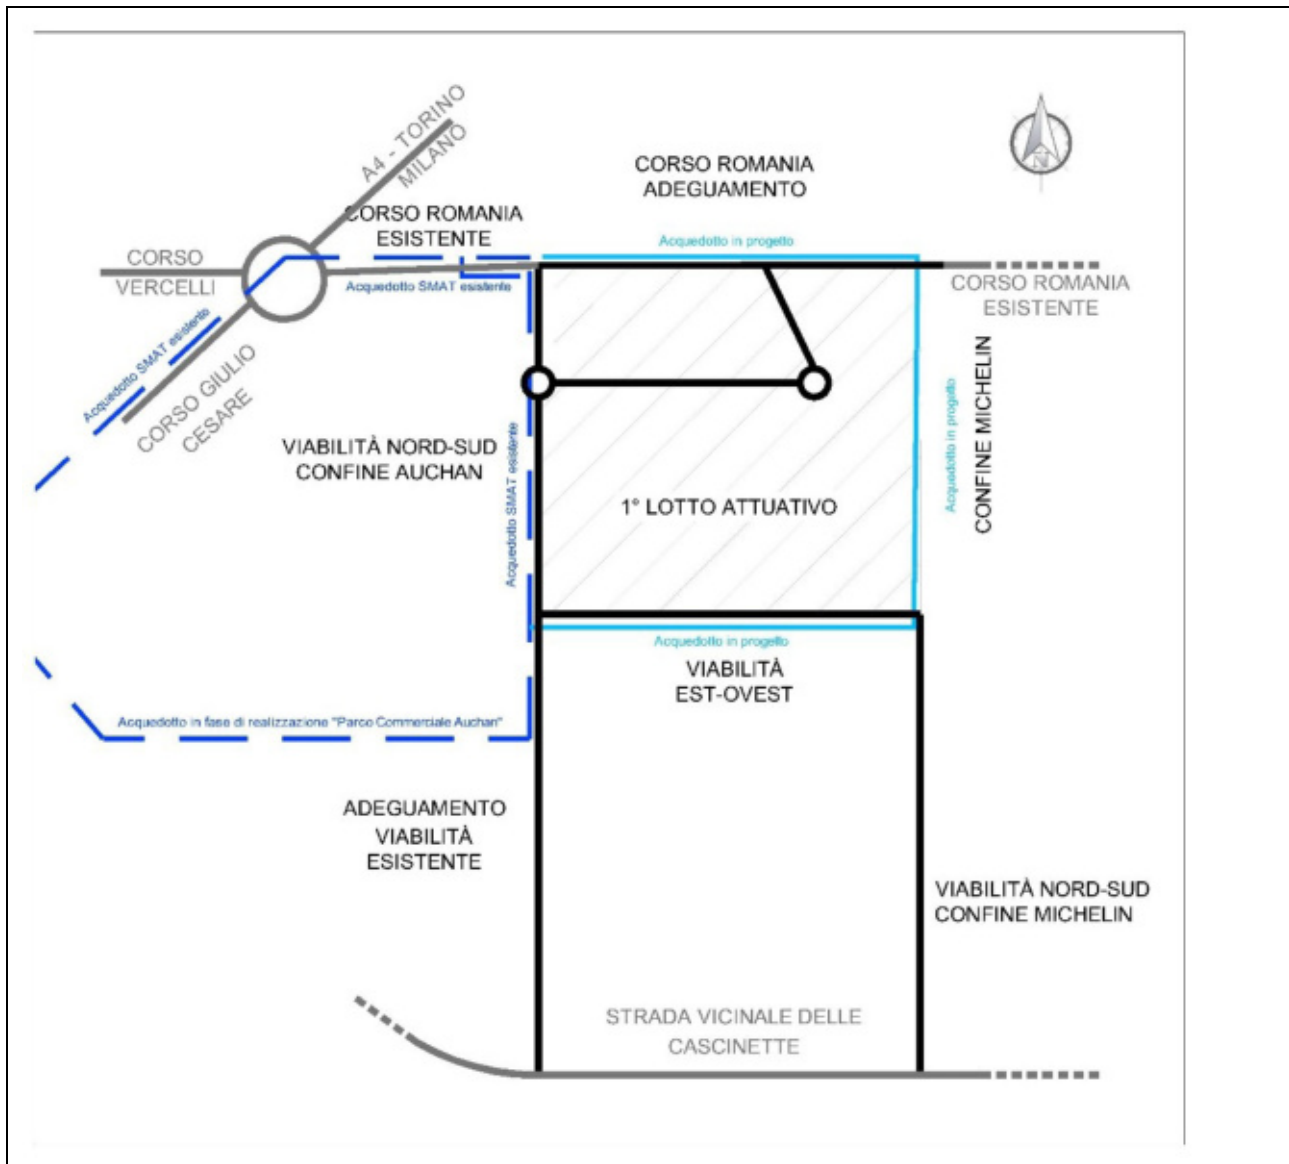 A4 - TORINO
MILANO
CORSO ROMANIA
ADEGUAMENTO
N
CORSO ROMANIA
ESISTENTE
Acquedotto in progetto
CORSO
VERCELLI
Acquedotto SMAT esistente
CORSO ROMANIA
ESISTENTE
Acquedotto SMAT esistente
CORSO GIULIO
CESARE
CONFINE MICHELIN
Acquedotto in progetto
VIABILITÀ NORD-SUD
CONFINE AUCHAN
Acquedotto SMAT esistente
1° LOTTO ATTUATIVO
Acquedotto in progetto
VIABILITÀ
EST-OVEST
Acquedotto in fase di realizzazione "Parco Commerciale Auchan"
ADEGUAMENTO
VIABILITÀ
ESISTENTE
VIABILITÀ NORD-SUD
CONFINE MICHELIN
STRADA VICINALE DELLE
CASCINETTE